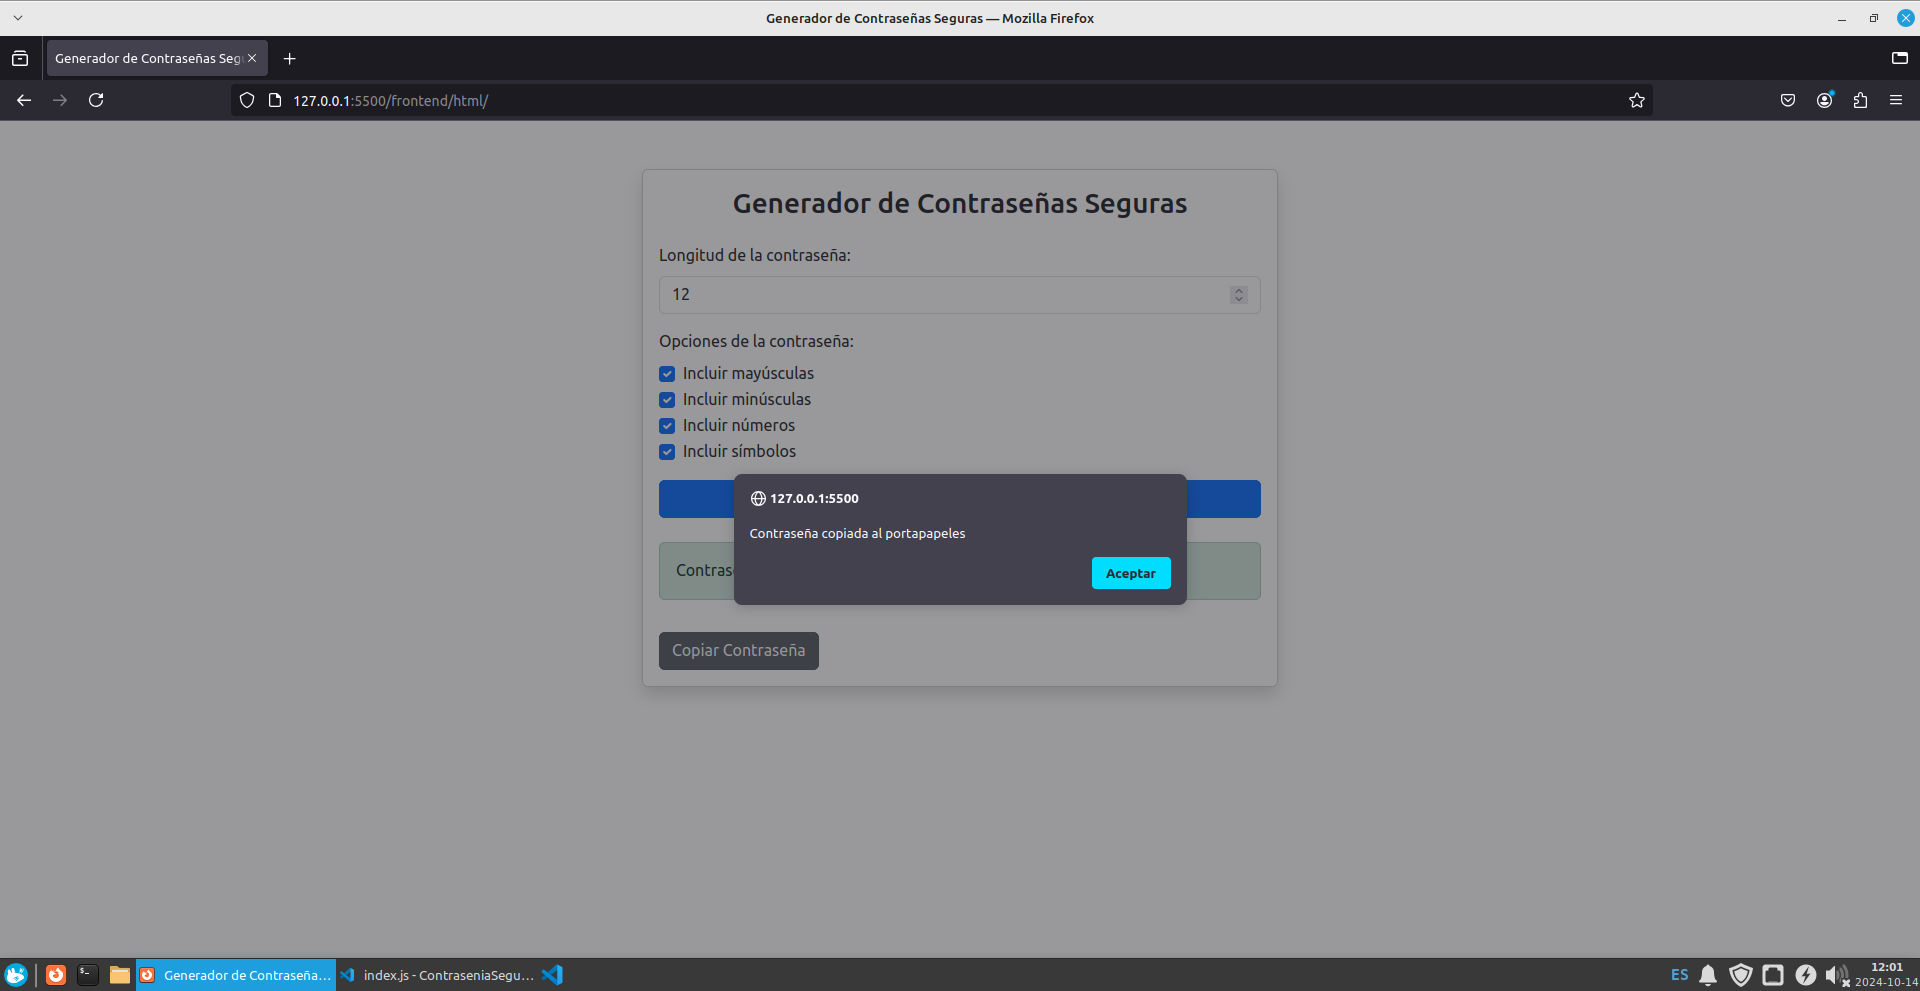 Generador de Contraseñas Seguras — Mozilla Firefox
Generador de Contraseñas Seg
127.0.0.1:5500/frontend/html/
Generador de Contraseñas Seguras
Longitud de la contraseña:
12
Opciones de la contraseña:
Incluir mayúsculas
Incluir minúsculas
Incluir números
Incluir símbolos
127.0.0.1:5500
Contraseña copiada al portapapeles
Contras
Aceptar
Copiar Contraseña
Generador de Contraseña...
index.js - ContraseniaSegu...
ES
12:01
2024-10-14